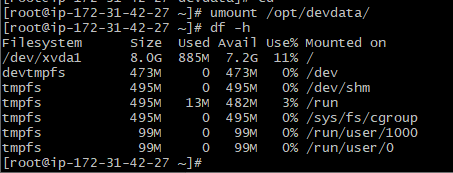 [root@ip-172-31-42-27 ~]# umount /opt/devdata/
[root@ip-172-31-42-27 ~]# df -h
Filesystem      Size  Used Avail Use% Mounted on
/dev/xvda1      8.0G  885M  7.2G  11% /
devtmpfs        473M     0  473M   0% /dev
tmpfs           495M     0  495M   0% /dev/shm
tmpfs           495M   13M  482M   3% /run
tmpfs           495M     0  495M   0% /sys/fs/cgroup
tmpfs            99M     0   99M   0% /run/user/1000
tmpfs            99M     0   99M   0% /run/user/0
[root@ip-172-31-42-27 ~]#